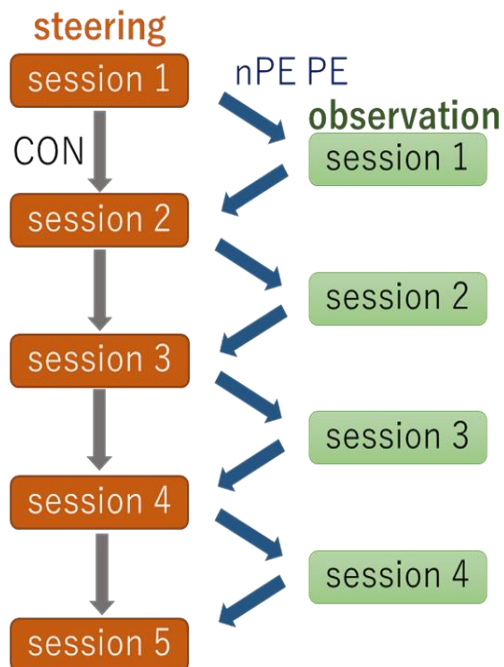 steering
session 1
nPE PE
observation
CON
session 1
session 2
session 2
session 3
session 3
session 4
session 4
session 5